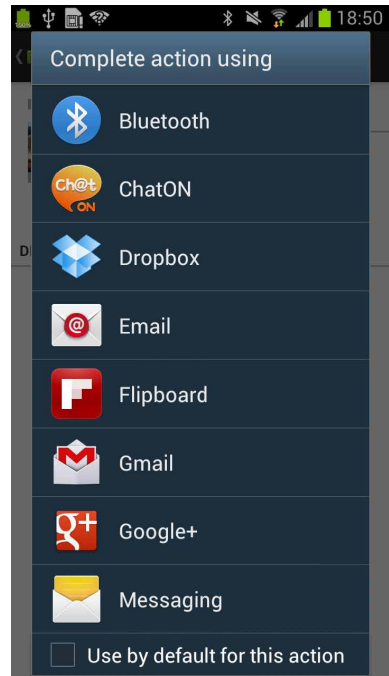 100%
18:50
Complete action using
Bluetooth
Ch@t
ON
ChatON
Dropbox
@
Email
Flipboard
Gmail
g+
Google+
Messaging
Use by default for this action